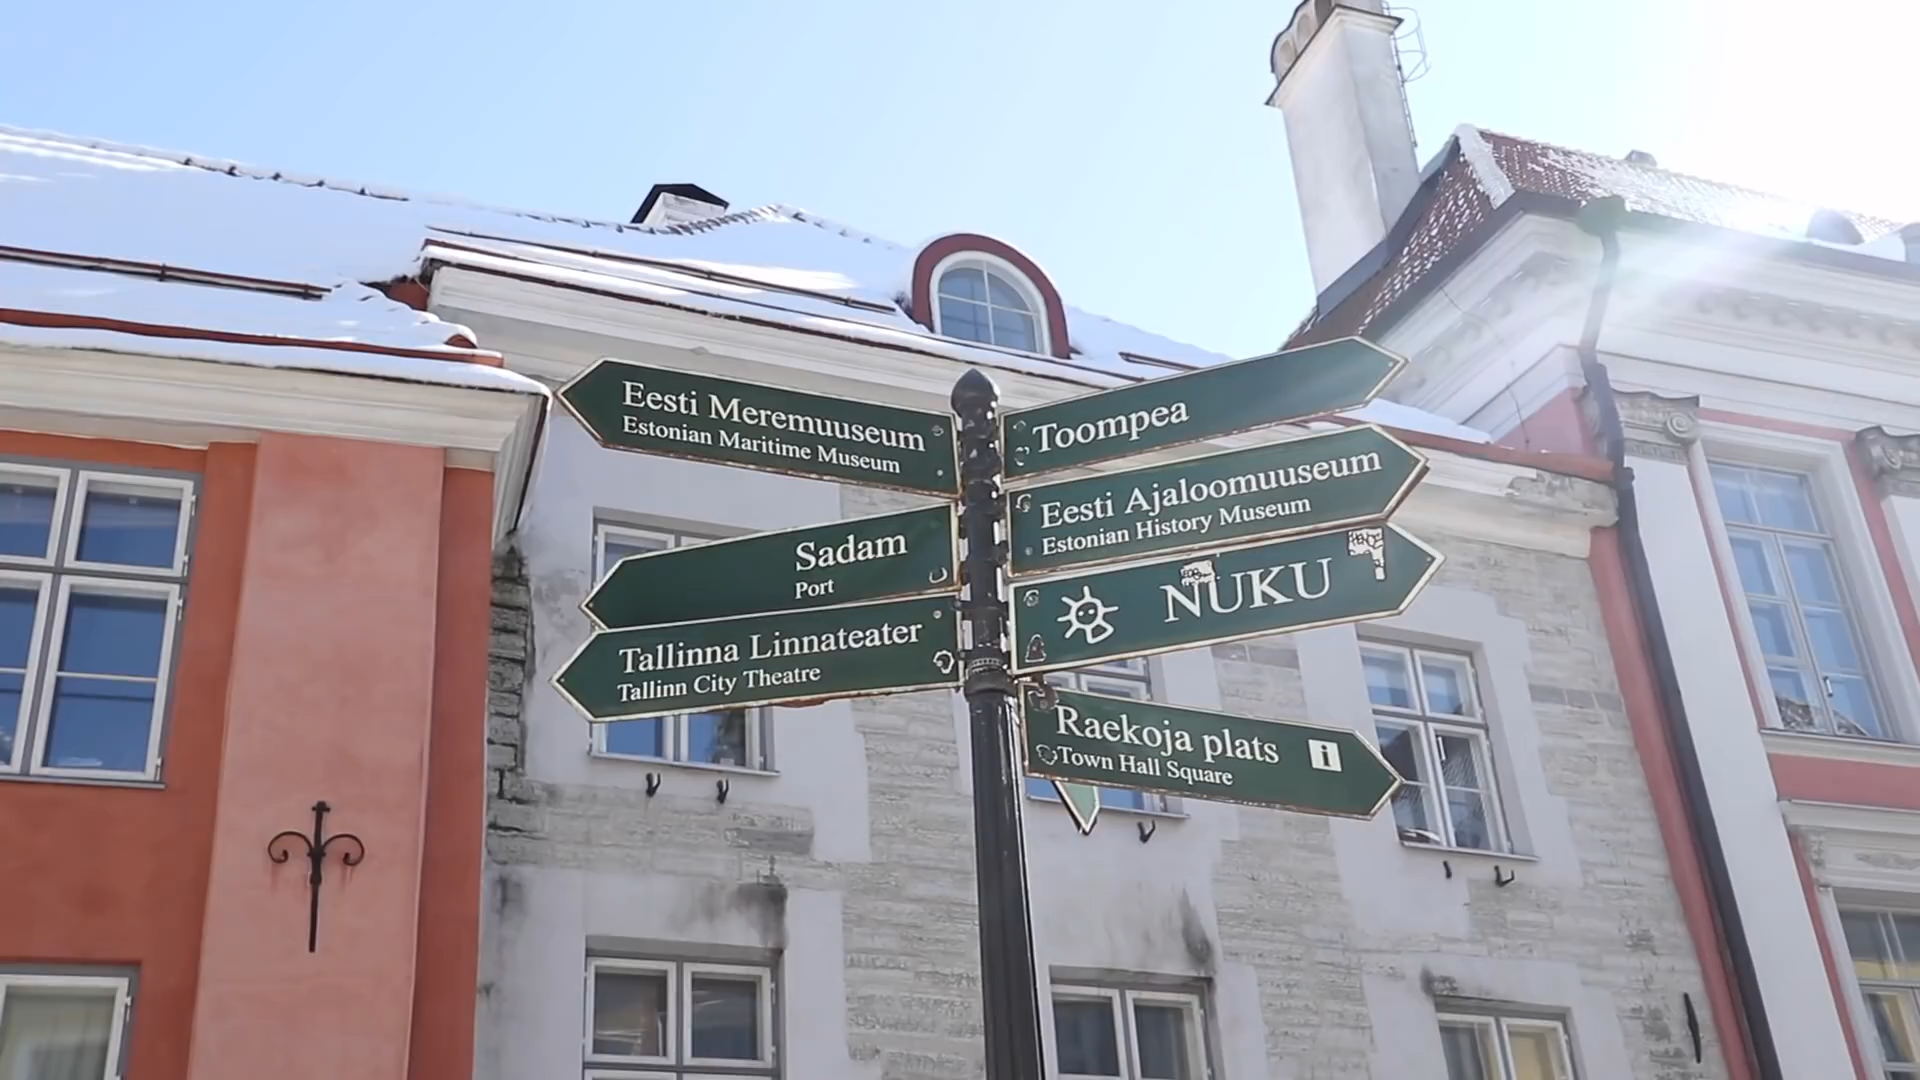 Eesti Meremuuseum
Estonian Maritime Museum
Sadam
Port
Tallinna Linnateater
Tallinn City Theatre
Toompea
Eesti Ajaloomuuseum
Estonian History Museum
NUKU
Raekoja plats
Town Hall Square
i